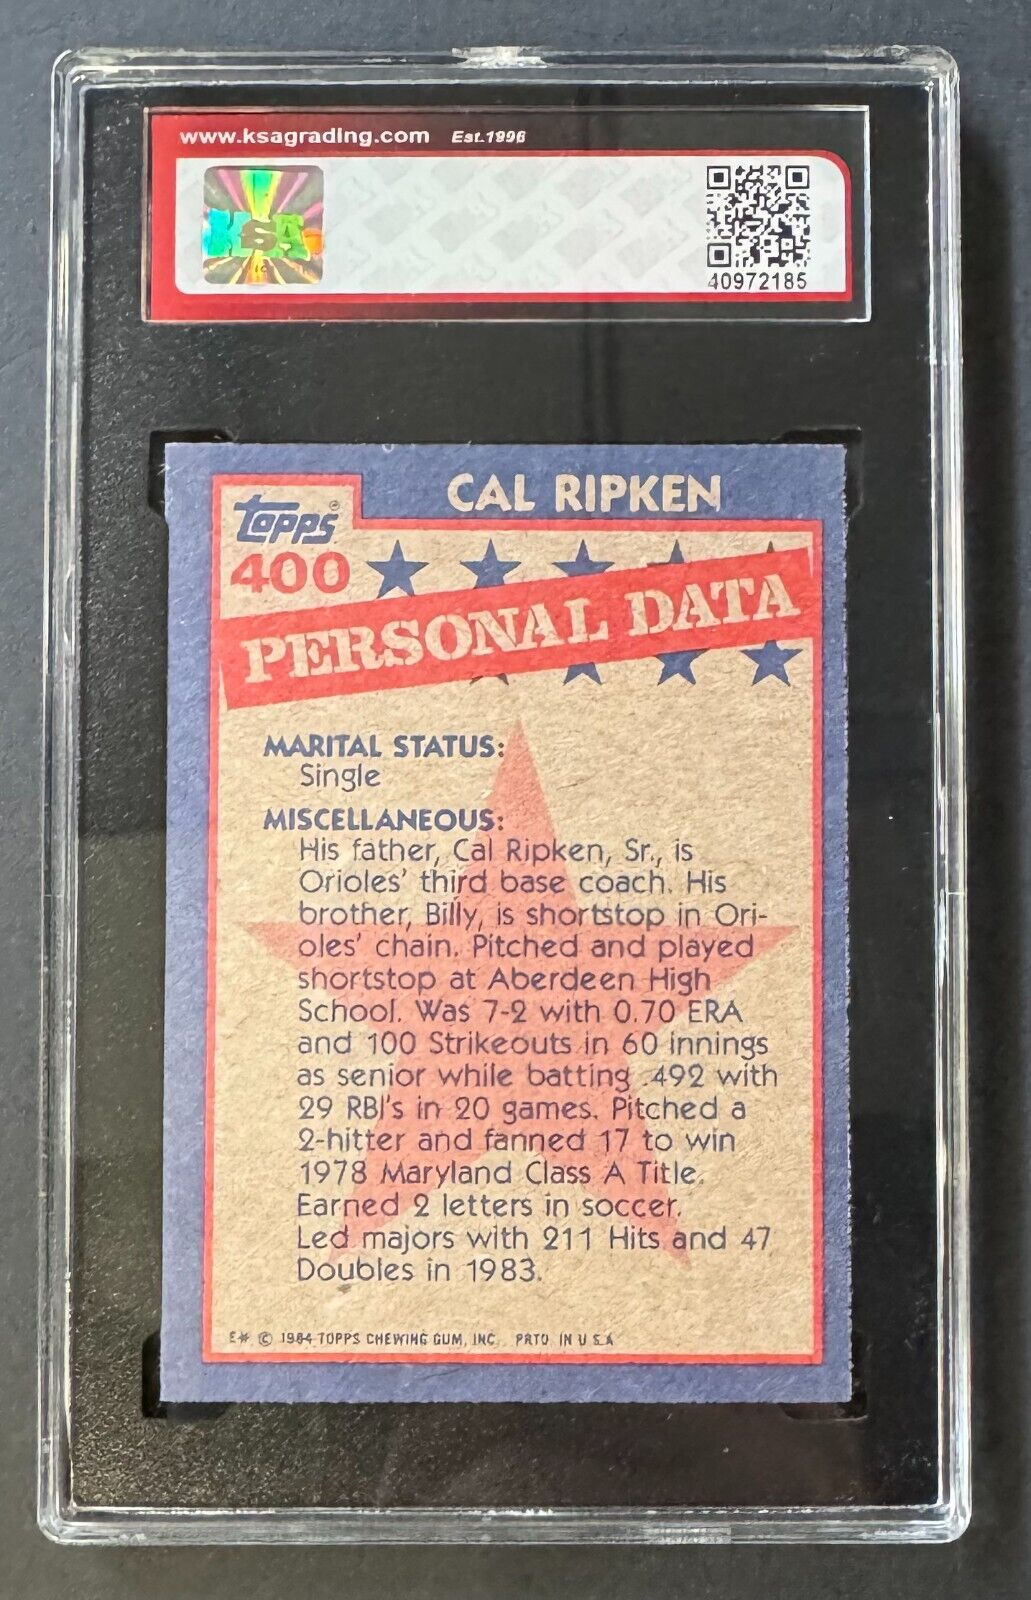 www.ksagrading.com Est.1996
KSA
40972185
CAL RIPKEN
Topps®
400
PERSONAL DATA
MARITAL STATUS:
Single
MISCELLANEOUS:
His father, Cal Ripken, Sr., is
Orioles' third base coach. His
brother, Billy, is shortstop in Ori-
oles' chain. Pitched and played
shortstop at Aberdeen High
School. Was 7-2 with 0.70 ERA
and 100 Strikeouts in 60 innings
as senior while batting .492 with
29 RBI's in 20 games. Pitched a
2-hitter and fanned 17 to win
1978 Maryland Class A Title.
Earned 2 letters in soccer.
Led majors with 211 Hits and 47
Doubles in 1983.
E* © 1984 TOPPS CHEWING GUM, INC. PRTD. IN U.S.A.